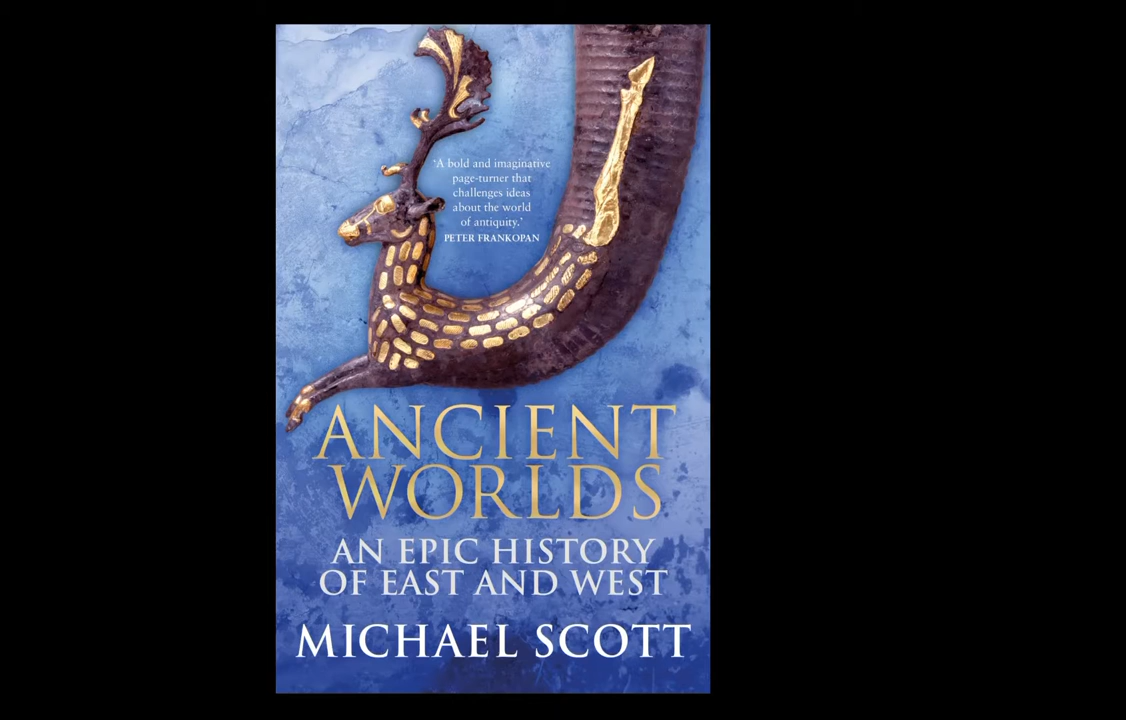 ‘A bold and imaginative
page-turner that
challenges ideas
about the world
of antiquity.’
PETER FRANKOPAN
ANCIENT
WORLDS
AN EPIC HISTORY
OF EAST AND WEST
MICHAEL SCOTT